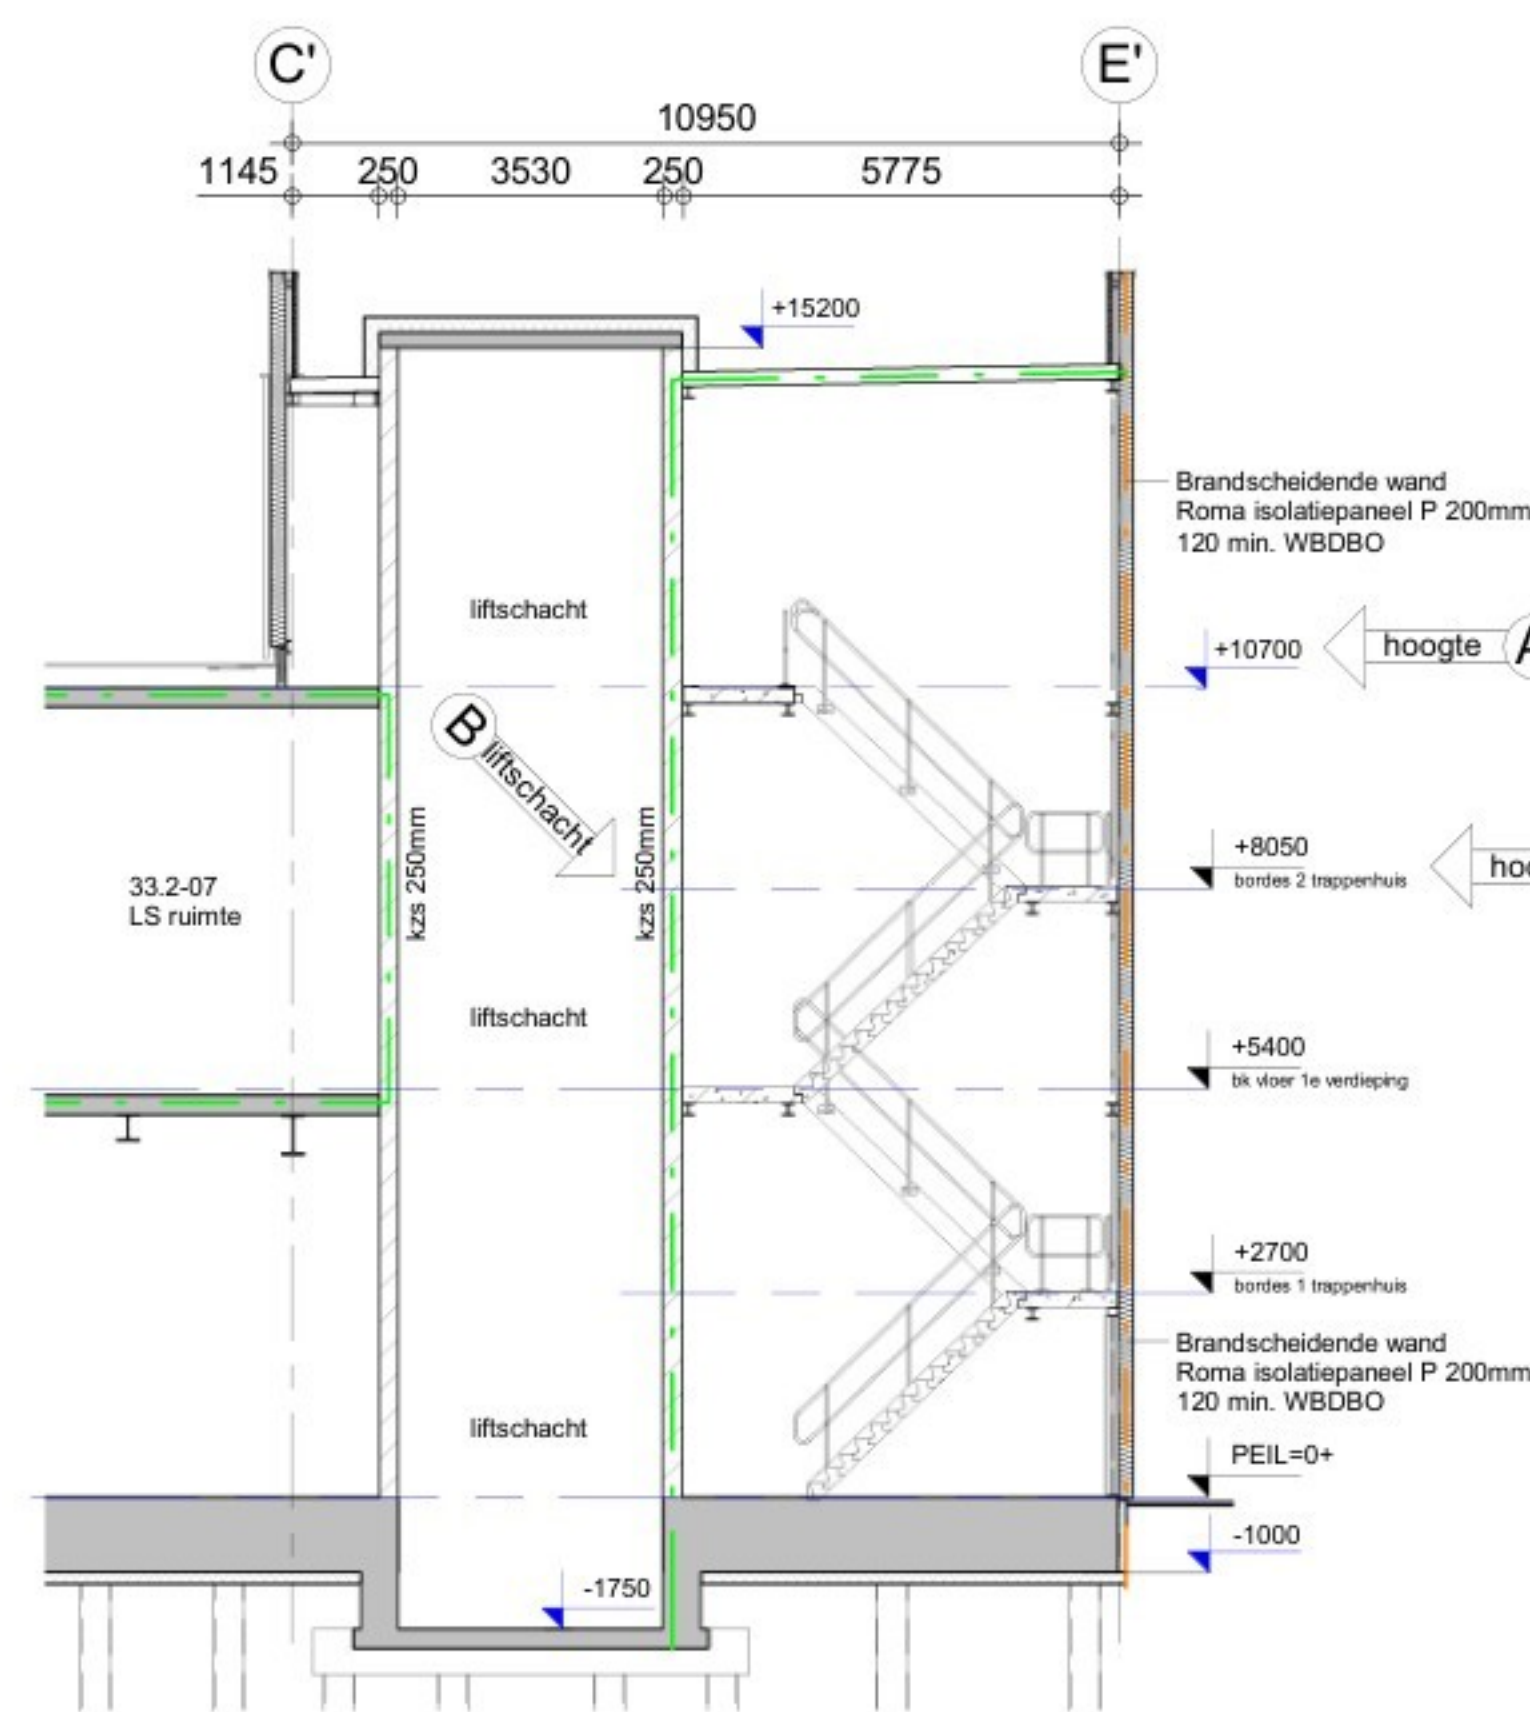 C'
E'
10950
1145
250
3530
250
5775
+15200
Brandscheidende wand
Roma isolatiepaneel P 200mm
120 min. WBDBO
liftschacht
+10700
hoogte
B
liftschacht
kzs 250mm
kzs 250mm
+8050
bordes 2 trappenhuis
33.2-07
LS ruimte
liftschacht
+5400
bk vloer 1e verdieping
+2700
bordes 1 trappenhuis
Brandscheidende wand
Roma isolatiepaneel P 200mm
120 min. WBDBO
liftschacht
PEIL=0+
-1000
-1750